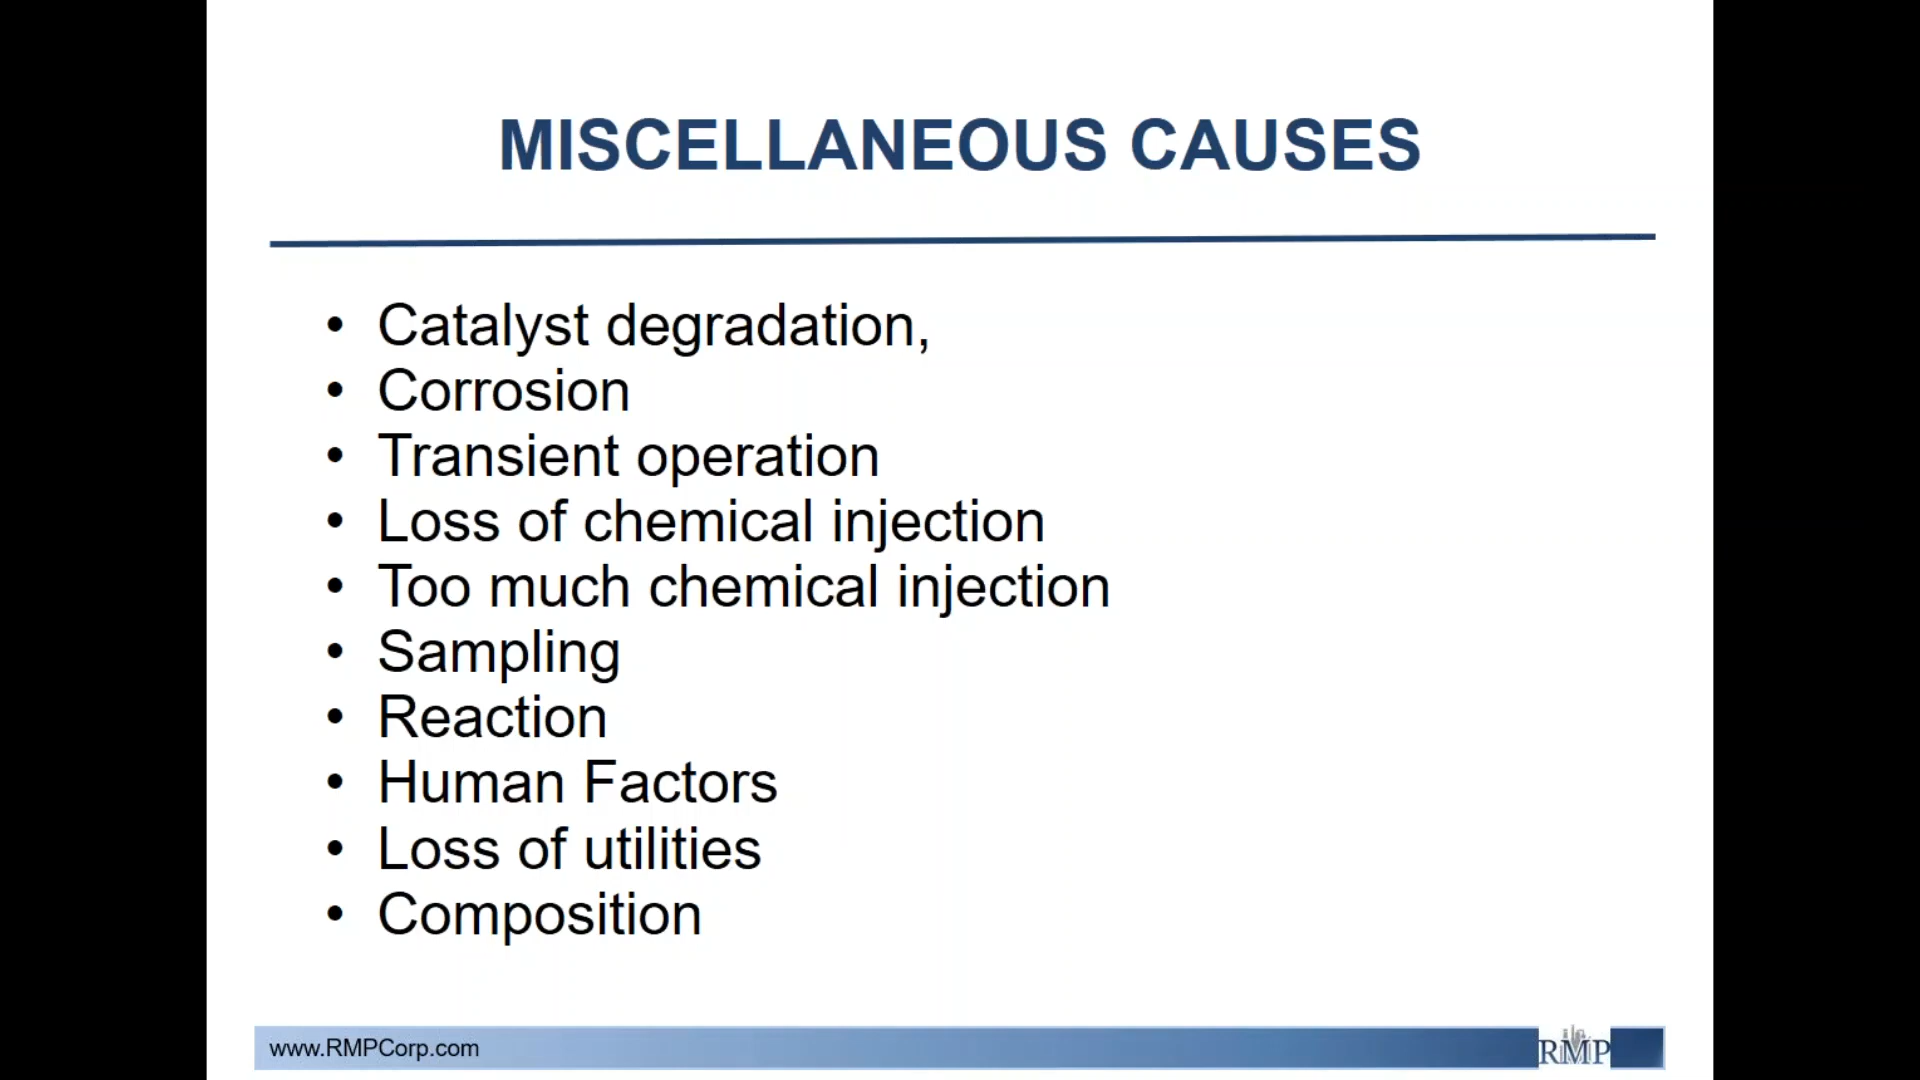 MISCELLANEOUS CAUSES
• Catalyst degradation,
• Corrosion
• Transient operation
• Loss of chemical injection
• Too much chemical injection
• Sampling
• Reaction
• Human Factors
• Loss of utilities
• Composition
www.RMPCorp.com
RMP